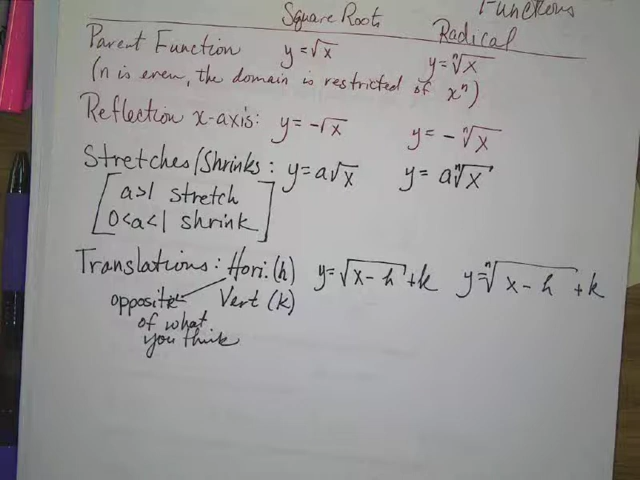 Functions
Square Roots Radical
Parent Function y = √x y = ⁿ√x
(n is even, the domain is restricted of xⁿ)
Reflection x-axis: y = -√x y = -ⁿ√x
Stretches/Shrinks: y = a√x y = aⁿ√x
[a>1 stretch
0<a<1 shrink]
Translations: Hori. (h) y = √x-h + k y = ⁿ√x-h + k
opposite Vert (k)
of what
you think